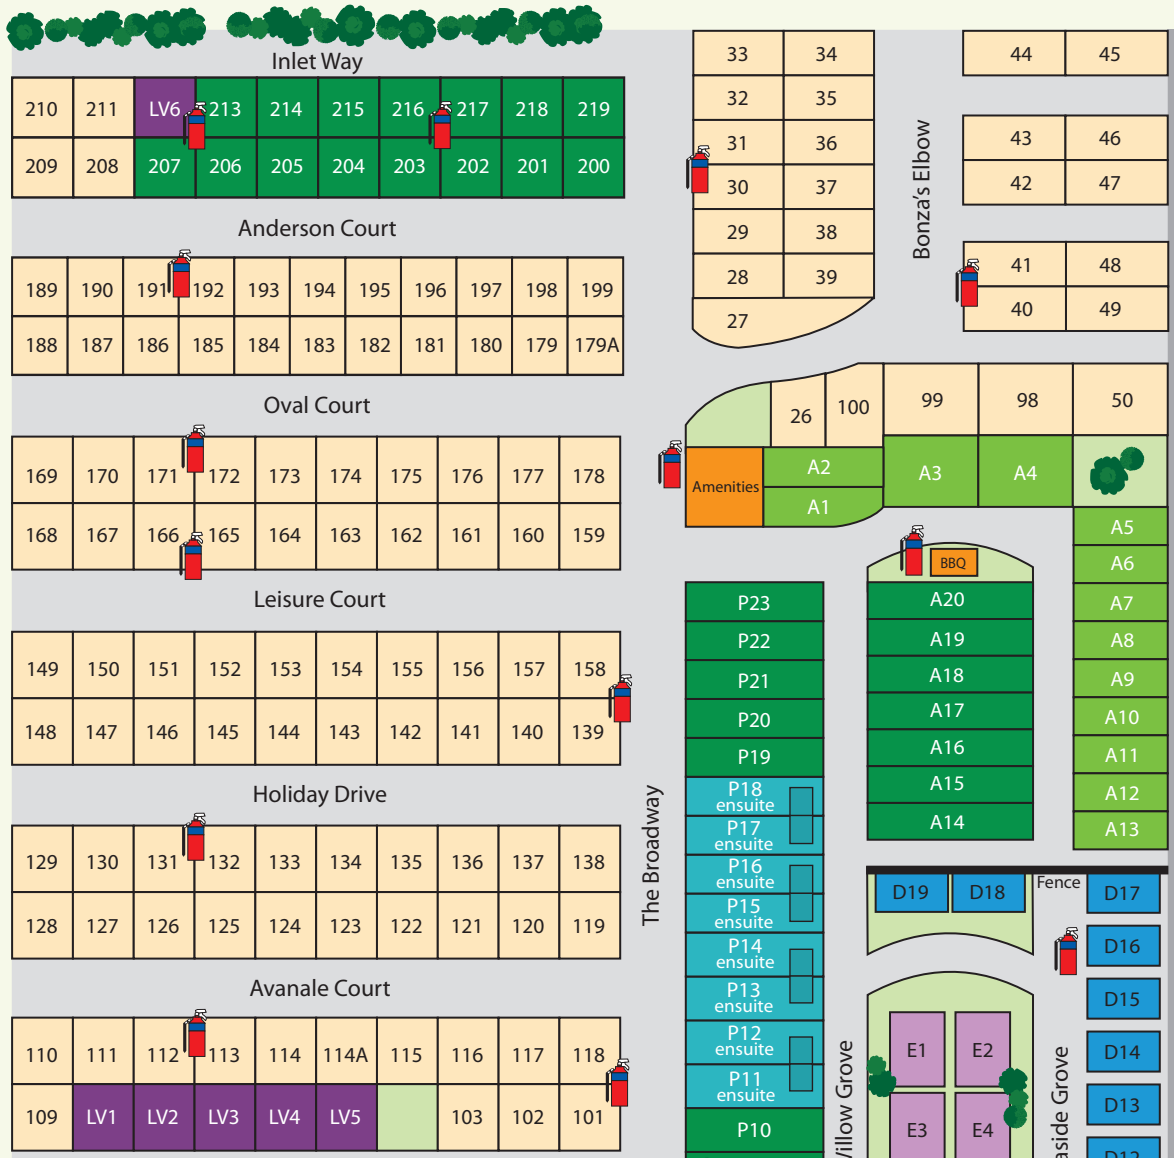 Inlet Way
210 211 LV6 213 214 215 216 217 218 219
209 208 207 206 205 204 203 202 201 200
Anderson Court
189 190 191 192 193 194 195 196 197 198 199
188 187 186 185 184 183 182 181 180 179 179A
Oval Court
169 170 171 172 173 174 175 176 177 178
168 167 166 165 164 163 162 161 160 159
Leisure Court
149 150 151 152 153 154 155 156 157 158
148 147 146 145 144 143 142 141 140 139
Holiday Drive
129 130 131 132 133 134 135 136 137 138
128 127 126 125 124 123 122 121 120 119
Avanale Court
110 111 112 113 114 114A 115 116 117 118
109 LV1 LV2 LV3 LV4 LV5 103 102 101
The Broadway
33 34
32 35
31 36
30 37
29 38
28 39
27
Bonza's Elbow
44 45
43 46
42 47
41 48
40 49
26 100 99 98 50
Amenities
A2
A1
A3 A4
A5
A6
A7
A8
A9
A10
A11
A12
A13
BBQ
A20
A19
A18
A17
A16
A15
A14
P23
P22
P21
P20
P19
P18
ensuite
P17
ensuite
P16
ensuite
P15
ensuite
P14
ensuite
P13
ensuite
P12
ensuite
P11
ensuite
P10
Fence
D19 D18
D17
D16
D15
D14
D13
D12
E1 E2
E3 E4
Willow Grove
aside Grove